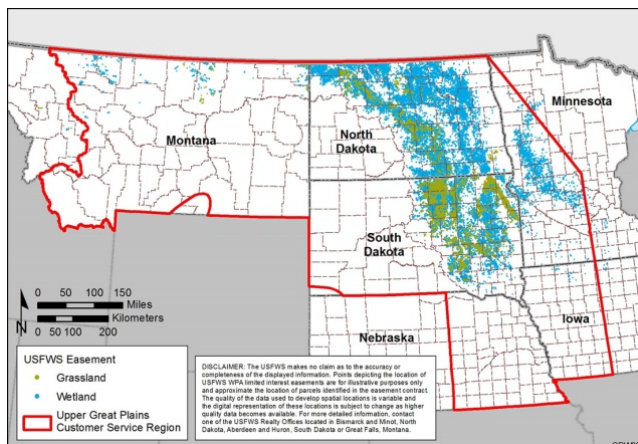 Montana
North
Dakota
Minnesota
South
Dakota
Nebraska
Iowa
0 50 100 150
Miles
Kilometers
0 50 100 200
N
USFWS Easement
Grassland
Wetland
Upper Great Plains
Customer Service Region
DISCLAIMER: The USFWS makes no claim as to the accuracy or
completeness of the displayed information. Points depicting the location of
USFWS WPA limited interest easements are for illustrative purposes only
and approximate the location of parcels identified in the easement contract.
The quality of the data used to develop spatial locations is variable and
the digital representation of these locations is subject to change as higher
quality data becomes available. For more detailed information, contact
one of the USFWS Realty Offices located in Bismarck and Minot, North
Dakota, Aberdeen and Huron, South Dakota or Great Falls, Montana.